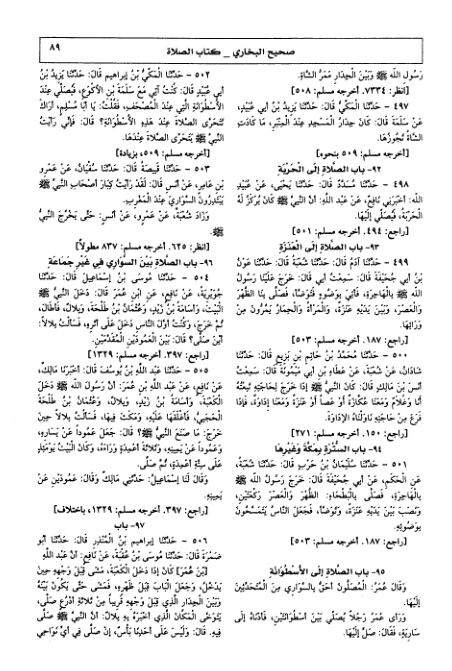 صحيح البخاري _ كتاب الصلاة
٨٩
رَسُولِ اللهِ ﷺ وَبَيْنَ الْجِدَارِ مَمَرُّ الشَّاةِ.
[انظر: ٧٣٣٤. أخرجه مسلم: ٥٠٨]
٤٩٧ - حَدَّثَنَا الْمَكِّيُّ قَالَ: حَدَّثَنَا يَزِيدُ بْنُ أَبِي عُبَيْدٍ،
عَنْ سَلَمَةَ قَالَ: كَانَ جِدَارُ الْمَسْجِدِ عِنْدَ الْمِنْبَرِ، مَا كَادَتِ
الشَّاةُ تَجُوزُهَا.
[أخرجه مسلم: ٥٠٩ بنحوه]
٩٢- باب الصَّلَاةِ إِلَى الْحَرْبَةِ
٤٩٨ - حَدَّثَنَا مُسَدَّدٌ قَالَ: حَدَّثَنَا يَحْيَى، عَنْ عُبَيْدِ
اللهِ: أَخْبَرَنِي نَافِعٌ، عَنْ عَبْدِ اللهِ: أَنَّ النَّبِيَّ ﷺ كَانَ يُرْكَزُ لَهُ
الْحَرْبَةُ، فَيُصَلِّي إِلَيْهَا.
[راجع: ٤٩٤. أخرجه مسلم: ٥٠١]
٩٣- باب الصَّلَاةِ إِلَى الْعَنَزَةِ
٤٩٩ - حَدَّثَنَا آدَمُ قَالَ: حَدَّثَنَا شُعْبَةُ قَالَ: حَدَّثَنَا عَوْنُ
بْنُ أَبِي جُحَيْفَةَ قَالَ: سَمِعْتُ أَبِي قَالَ: خَرَجَ عَلَيْنَا رَسُولُ
اللهِ ﷺ بِالْهَاجِرَةِ، فَأُتِيَ بِوَضُوءٍ فَتَوَضَّأَ، فَصَلَّى بِنَا الظُّهْرَ
وَالْعَصْرَ، وَبَيْنَ يَدَيْهِ عَنَزَةٌ، وَالْمَرْأَةُ وَالْحِمَارُ يَمُرُّونَ مِنْ
وَرَائِهَا.
[راجع: ١٨٧. أخرجه مسلم: ٥٠٣]
٥٠٠ - حَدَّثَنَا مُحَمَّدُ بْنُ حَاتِمِ بْنِ بَزِيعٍ قَالَ: حَدَّثَنَا
شَاذَانُ، عَنْ شُعْبَةَ، عَنْ عَطَاءِ بْنِ أَبِي مَيْمُونَةَ قَالَ: سَمِعْتُ
أَنَسَ بْنَ مَالِكٍ قَالَ: كَانَ النَّبِيُّ ﷺ إِذَا خَرَجَ لِحَاجَتِهِ تَبِعْتُهُ
أَنَا وَغُلَامٌ، وَمَعَنَا عُكَّازَةٌ أَوْ عَصاً أَوْ عَنَزَةٌ وَمَعَنَا إِدَاوَةٌ، فَإِذَا
فَرَغَ مِنْ حَاجَتِهِ نَاوَلْنَاهُ الْإِدَاوَةَ.
[راجع: ١٥٠. أخرجه مسلم: ٢٧١]
٩٤- باب السُّتْرَةِ بِمَكَّةَ وَغَيْرِهَا
٥٠١ - حَدَّثَنَا سُلَيْمَانُ بْنُ حَرْبٍ قَالَ: حَدَّثَنَا شُعْبَةُ،
عَنِ الْحَكَمِ، عَنْ أَبِي جُحَيْفَةَ قَالَ: خَرَجَ رَسُولُ اللهِ ﷺ
بِالْهَاجِرَةِ، فَصَلَّى بِالْبَطْحَاءِ: الظُّهْرَ وَالْعَصْرَ رَكْعَتَيْنِ،
وَنَصَبَ بَيْنَ يَدَيْهِ عَنَزَةً، وَتَوَضَّأَ، فَجَعَلَ النَّاسُ يَتَمَسَّحُونَ
بِوَضُوئِهِ.
[راجع: ١٨٧. أخرجه مسلم: ٥٠٣]
٩٥- باب الصَّلَاةِ إِلَى الْأُسْطُوَانَةِ
وَقَالَ عُمَرُ: الْمُصَلُّونَ أَحَقُّ بِالسَّوَارِي مِنَ الْمُتَحَدِّثِينَ
إِلَيْهَا.
وَرَأَى عُمَرُ رَجُلاً يُصَلِّي بَيْنَ أُسْطُوَانَتَيْنِ، فَأَدْنَاهُ إِلَى
سَارِيَةٍ، فَقَالَ: صَلِّ إِلَيْهَا.
٥٠٢ - حَدَّثَنَا الْمَكِّيُّ بْنُ إِبراهيم قَالَ: حَدَّثَنَا يَزِيدُ بْنُ
أَبِي عُبَيْدٍ قَالَ: كُنْتُ آتِي مَعَ سَلَمَةَ بْنِ الْأَكْوَعِ، فَيُصَلِّي عِنْدَ
الْأُسْطُوَانَةِ الَّتِي عِنْدَ الْمُصْحَفِ، فَقُلْتُ: يَا أَبَا مُسْلِمٍ، أَرَاكَ
تَتَحَرَّى الصَّلَاةَ عِنْدَ هَذِهِ الْأُسْطُوَانَةِ؟ قَالَ: فَإِنِّي رَأَيْتُ
النَّبِيَّ ﷺ يَتَحَرَّى الصَّلَاةَ عِنْدَهَا.
[أخرجه مسلم: ٥٠٩، بزيادة]
٥٠٣ - حَدَّثَنَا قَبِيصَةُ قَالَ: حَدَّثَنَا سُفْيَانُ، عَنْ عَمْرِو
بْنِ عَامِرٍ، عَنْ أَنَسٍ قَالَ: لَقَدْ رَأَيْتُ كِبَارَ أَصْحَابِ النَّبِيِّ ﷺ
يَبْتَدِرُونَ السَّوَارِيَ عِنْدَ الْمَغْرِبِ.
وَزَادَ شُعْبَةُ، عَنْ عَمْرٍو، عَنْ أَنَسٍ: حَتَّى يَخْرُجَ النَّبِيُّ
ﷺ.
[انظر: ٦٢٥. أخرجه مسلم: ٨٣٧ مطولاً]
٩٦- باب الصَّلَاةِ بَيْنَ السَّوَارِي فِي غَيْرِ جَمَاعَةٍ
٥٠٤ - حَدَّثَنَا مُوسَى بْنُ إِسْمَاعِيلَ قَالَ: حَدَّثَنَا
جُوَيْرِيَةُ، عَنْ نَافِعٍ، عَنِ ابْنِ عُمَرَ قَالَ: دَخَلَ النَّبِيُّ ﷺ
الْبَيْتَ، وَأُسَامَةُ بْنُ زَيْدٍ وَعُثْمَانُ بْنُ طَلْحَةَ، وَبِلَالٌ، فَأَطَالَ،
ثُمَّ خَرَجَ، وَكُنْتُ أَوَّلَ النَّاسِ دَخَلَ عَلَى أَثَرِهِ، فَسَأَلْتُ بِلَالاً:
أَيْنَ صَلَّى؟ قَالَ: بَيْنَ الْعَمُودَيْنِ الْمُقَدَّمَيْنِ.
[راجع: ٣٩٧. أخرجه مسلم: ١٣٢٩]
٥٠٥ - حَدَّثَنَا عَبْدُ اللهِ بْنُ يُوسُفَ قَالَ: أَخْبَرَنَا مَالِكٌ،
عَنْ نَافِعٍ، عَنْ عَبْدِ اللهِ بْنِ عُمَرَ: أَنَّ رَسُولَ اللهِ ﷺ دَخَلَ
الْكَعْبَةَ، وَأُسَامَةُ بْنُ زَيْدٍ، وَبِلَالٌ، وَعُثْمَانُ بْنُ طَلْحَةَ
الْحَجَبِيُّ، فَأَغْلَقَهَا عَلَيْهِ، وَمَكَثَ فِيهَا، فَسَأَلْتُ بِلَالاً حِينَ
خَرَجَ: مَا صَنَعَ النَّبِيُّ ﷺ؟ قَالَ: جَعَلَ عَمُوداً عَنْ يَسَارِهِ،
وَعَمُوداً عَنْ يَمِينِهِ، وَثَلَاثَةَ أَعْمِدَةٍ وَرَاءَهُ، وَكَانَ الْبَيْتُ يَوْمَئِذٍ
عَلَى سِتَّةِ أَعْمِدَةٍ، ثُمَّ صَلَّى.
وَقَالَ لَنَا إِسْمَاعِيلُ: حَدَّثَنِي مَالِكٌ وَقَالَ: عَمُودَيْنِ عَنْ
يَمِينِهِ.
[راجع: ٣٩٧. أخرجه مسلم: ١٣٢٩، باختلاف]
٩٧- باب
٥٠٦ - حَدَّثَنَا إبراهيم بْنُ الْمُنْذِرِ قَالَ: حَدَّثَنَا أَبُو
ضَمْرَةَ قَالَ: حَدَّثَنَا مُوسَى بْنُ عُقْبَةَ، عَنْ نَافِعٍ: أَنَّ عَبْدَ اللهِ
[بْنَ عُمَرَ] كَانَ إِذَا دَخَلَ الْكَعْبَةَ، مَشَى قِبَلَ وَجْهِهِ حِينَ
يَدْخُلُ، وَجَعَلَ الْبَابَ قِبَلَ ظَهْرِهِ، فَمَشَى حَتَّى يَكُونَ بَيْنَهُ
وَبَيْنَ الْجِدَارِ الَّذِي قِبَلَ وَجْهِهِ قَرِيباً مِنْ ثَلَاثَةِ أَذْرُعٍ صَلَّى،
يَتَوَخَّى الْمَكَانَ الَّذِي أَخْبَرَهُ بِهِ بِلَالٌ: أَنَّ النَّبِيَّ ﷺ صَلَّى
فِيهِ. قَالَ: وَلَيْسَ عَلَى أَحَدِنَا بَأْسٌ، إِنْ صَلَّى فِي أَيِّ نَوَاحِي